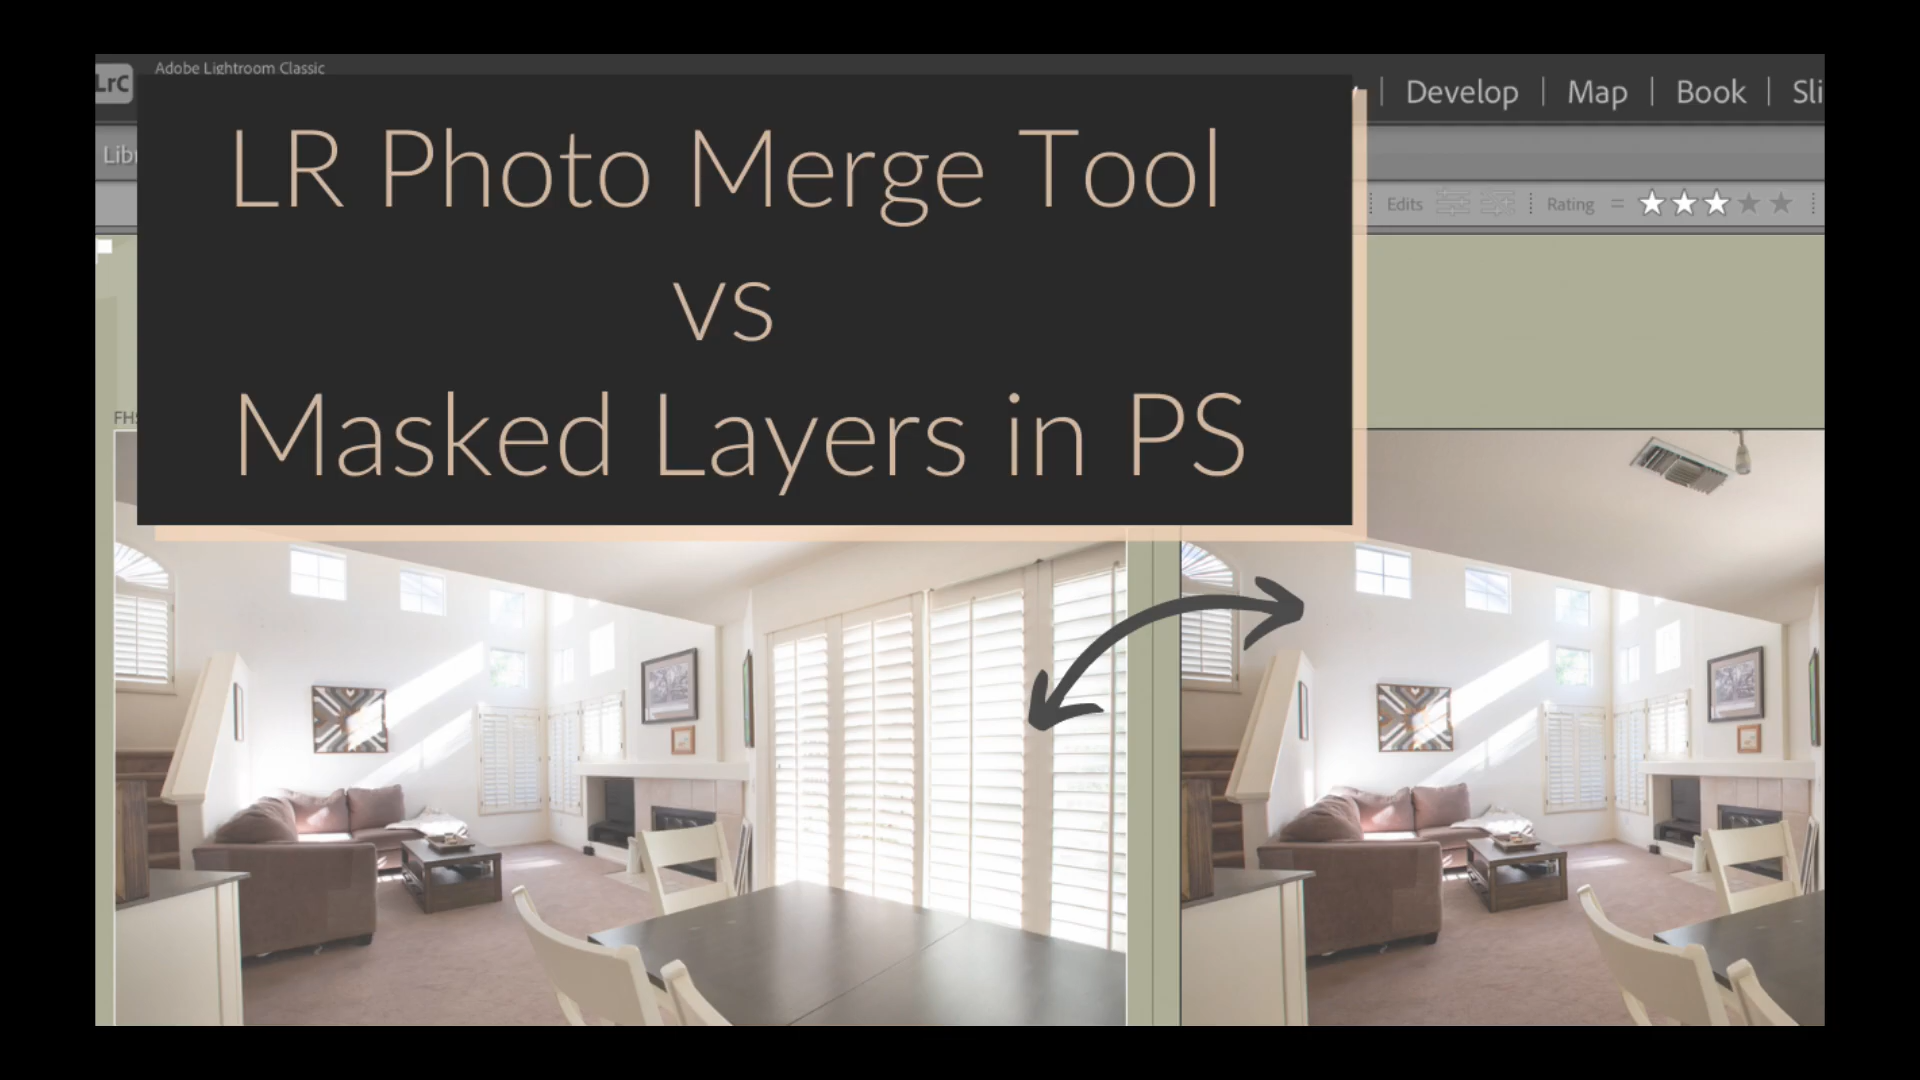 LrC
Adobe Lightroom Classic
Develop | Map | Book |
LR Photo Merge Tool
vs
Masked Layers in PS
Edits
Rating =